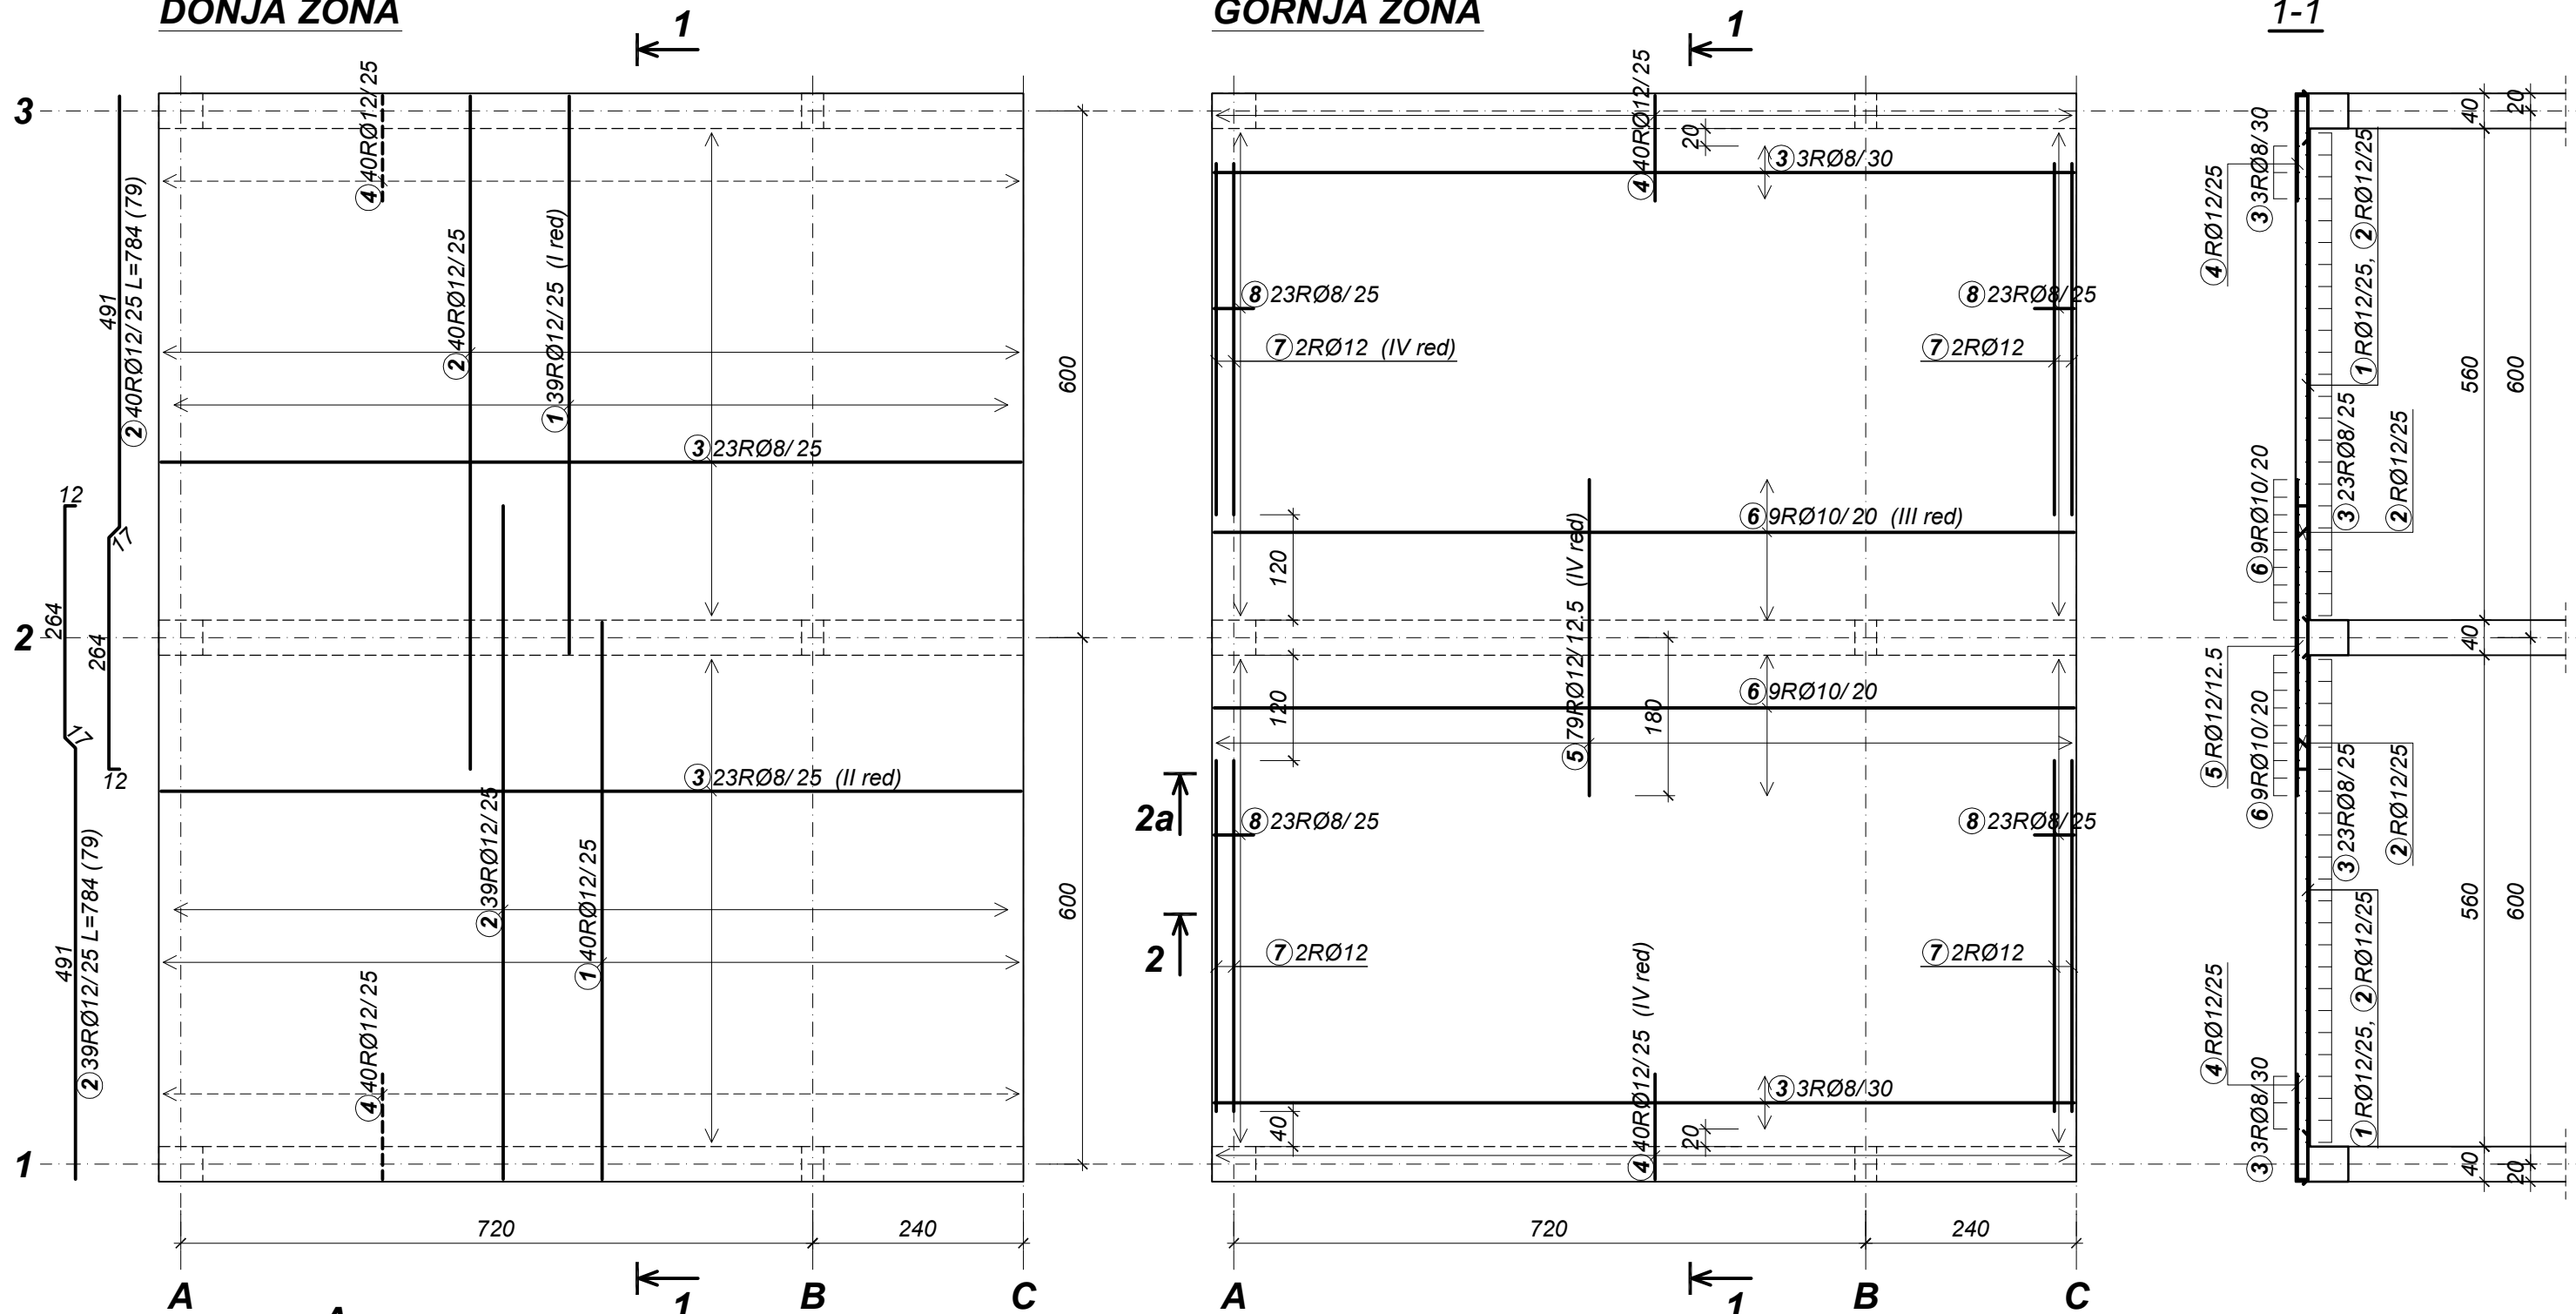 DONJA ZONA
1
3
④ 40RØ12/25
② 40RØ12/25 L=784 (79)
491
② 40RØ12/25
① 39RØ12/25 (I red)
③ 23RØ8/25
12
17
264
2
264
17
12
③ 23RØ8/25 (II red)
② 39RØ12/25 L=784 (79)
491
② 39RØ12/25
① 40RØ12/25
④ 40RØ12/25
1
600
600
720
240
A
B
C
1
GORNJA ZONA
1
④ 40RØ12/25
20
③ 3RØ8/30
⑧ 23RØ8/25
⑧ 23RØ8/25
⑦ 2RØ12 (IV red)
⑦ 2RØ12
⑥ 9RØ10/20 (III red)
120
⑤ 79RØ12/12.5 (IV red)
120
180
⑥ 9RØ10/20
2a
⑧ 23RØ8/25
⑧ 23RØ8/25
2
⑦ 2RØ12
⑦ 2RØ12
④ 40RØ12/25 (IV red)
③ 3RØ8/30
40
20
720
240
A
B
C
1
1-1
④ RØ12/25
③ 3RØ8/30
① RØ12/25, ② RØ12/25
40
20
560
600
⑥ 9RØ10/20
③ 23RØ8/25
② RØ12/25
40
⑤ RØ12/12.5
⑥ 9RØ10/20
③ 23RØ8/25
② RØ12/25
560
600
④ RØ12/25
③ 3RØ8/30
① RØ12/25, ② RØ12/25
40
20